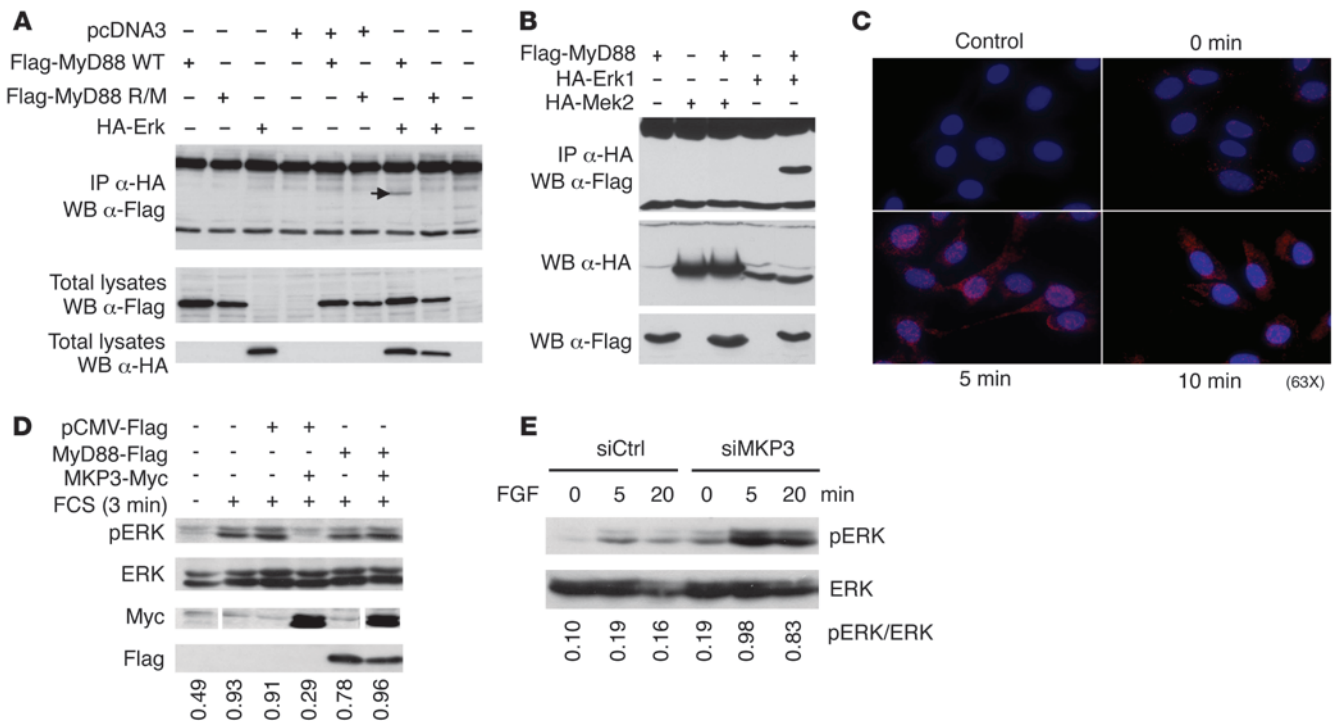 A
pcDNA3 – – – + + + – – –
Flag-MyD88 WT + – – – + – + – –
Flag-MyD88 R/M – + – – – + – + –
HA-Erk – – + – – – + + –
IP α-HA
WB α-Flag
Total lysates
WB α-Flag
Total lysates
WB α-HA
B
Flag-MyD88 + – + – +
HA-Erk1 – – – + +
HA-Mek2 – + + – –
IP α-HA
WB α-Flag
WB α-HA
WB α-Flag
C
Control 0 min
5 min 10 min (63X)
D
pCMV-Flag - - + + - -
MyD88-Flag - - - - + +
MKP3-Myc - - - + - +
FCS (3 min) - + + + + +
pERK
ERK
Myc
Flag
0.49 0.93 0.91 0.29 0.78 0.96
E
siCtrl siMKP3
FGF 0 5 20 0 5 20 min
pERK
ERK
0.10 0.19 0.16 0.19 0.98 0.83 pERK/ERK